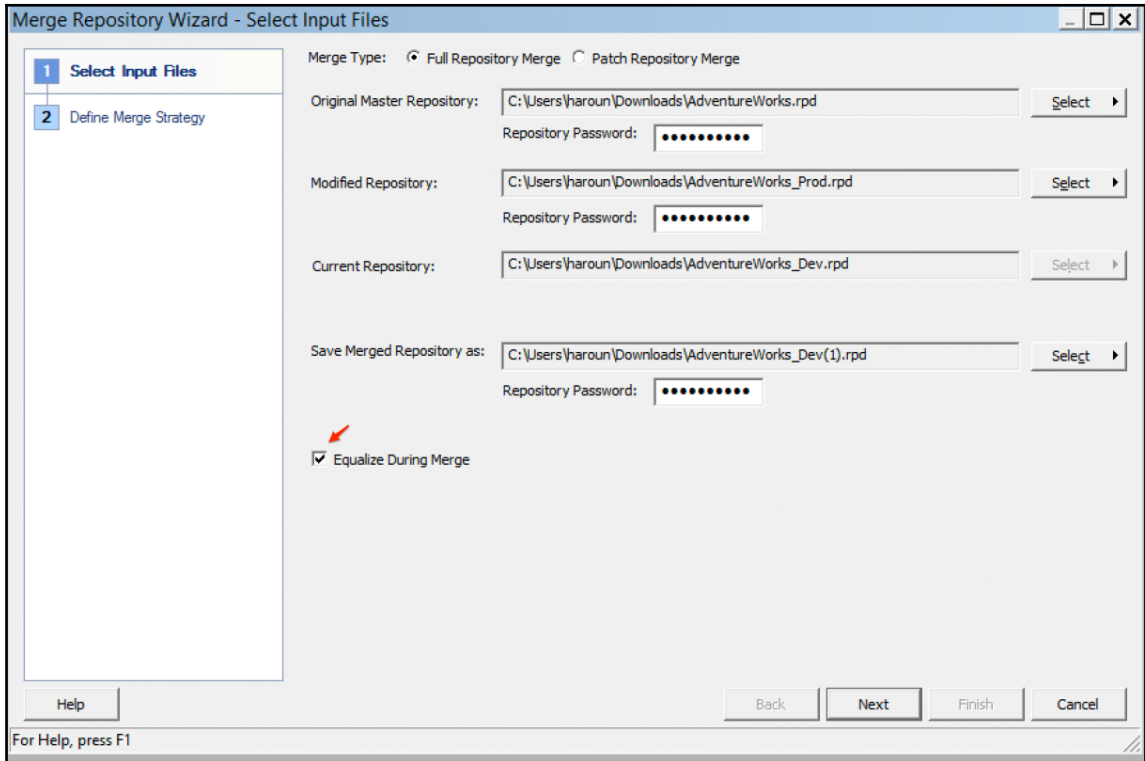 Merge Repository Wizard - Select Input Files
1 Select Input Files
2 Define Merge Strategy
Merge Type: Full Repository Merge Patch Repository Merge
Original Master Repository: C:\Users\haroun\Downloads\AdventureWorks.rpd Select
Repository Password: ●●●●●●●●●●
Modified Repository: C:\Users\haroun\Downloads\AdventureWorks_Prod.rpd Select
Repository Password: ●●●●●●●●●●
Current Repository: C:\Users\haroun\Downloads\AdventureWorks_Dev.rpd Select
Save Merged Repository as: C:\Users\haroun\Downloads\AdventureWorks_Dev(1).rpd Select
Repository Password: ●●●●●●●●●●
Equalize During Merge
Help Back Next Finish Cancel
For Help, press F1